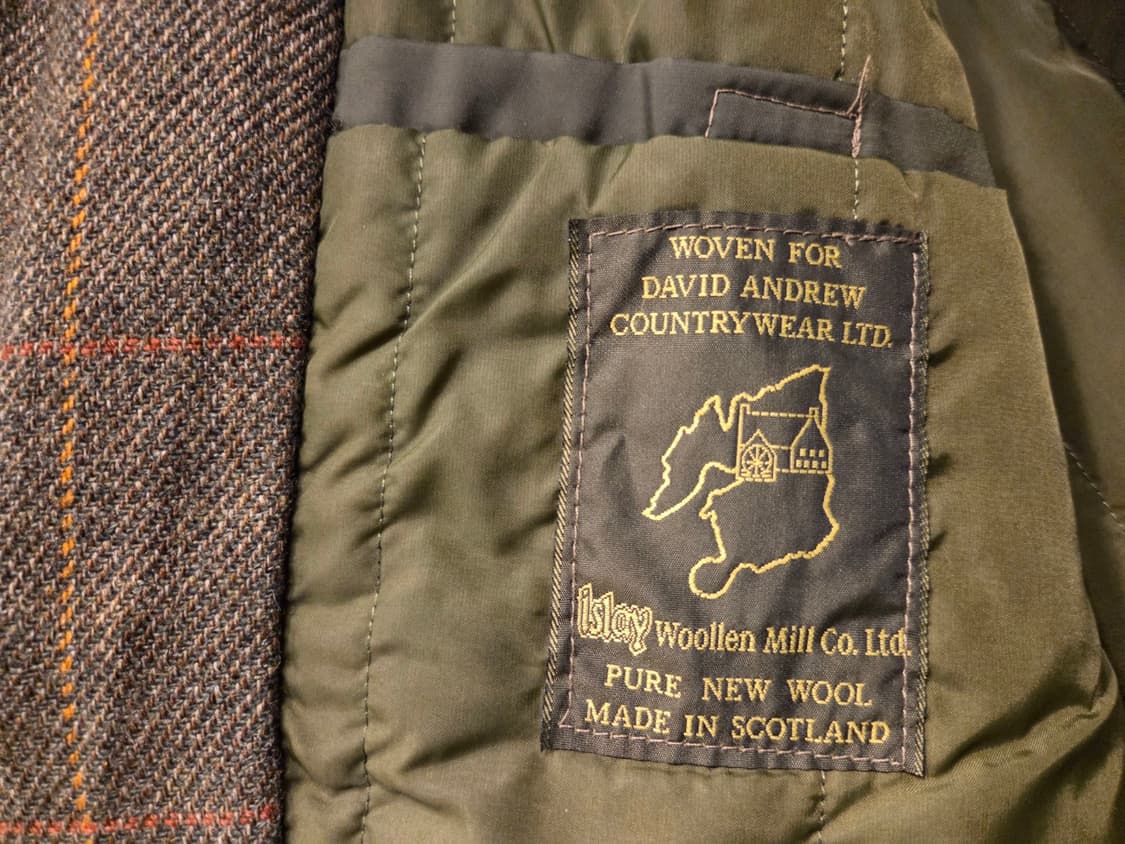 WOVEN FOR
DAVID ANDREW
COUNTRYWEAR LTD.
islay Woollen Mill Co. Ltd.
PURE NEW WOOL
MADE IN SCOTLAND